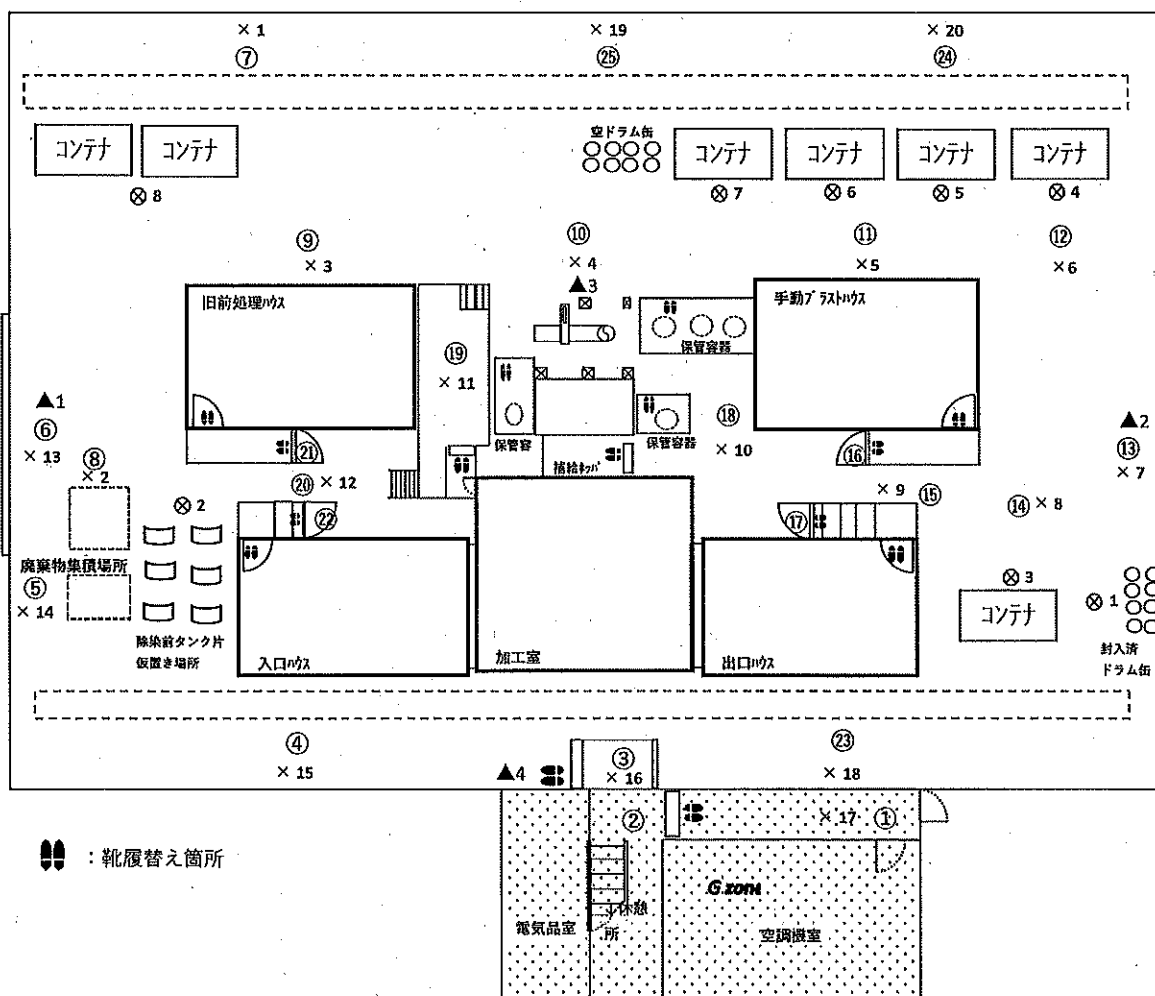 × 1
× 19
× 20
⑦
㉕
㉔
コンテナ
コンテナ
空ドラム缶
コンテナ
コンテナ
コンテナ
コンテナ
⊗ 8
⊗ 7
⊗ 6
⊗ 5
⊗ 4
⑨
⑩
⑪
⑫
× 3
× 4
× 5
× 6
▲3
旧前処理ハウス
手動ブラストハウス
保管容器
⑲
× 11
▲1
⑥
× 13
⑱
× 10
▲2
⑬
× 7
保管容
保管容器
補給ホッパ
㉑
⑯
⑧
× 2
⑳
× 12
× 9
⑮
⑭
× 8
⊗ 2
㉒
⑰
廃棄物集積場所
⑤
× 14
⊗ 3
⊗ 1
コンテナ
除染前タンク片
仮置き場所
入口ハウス
加工室
出口ハウス
封入済
ドラム缶
④
× 15
▲4
③
× 16
㉓
× 18
②
× 17
①
：靴履替え箇所
G zone
休憩
所
電気品室
空調機室